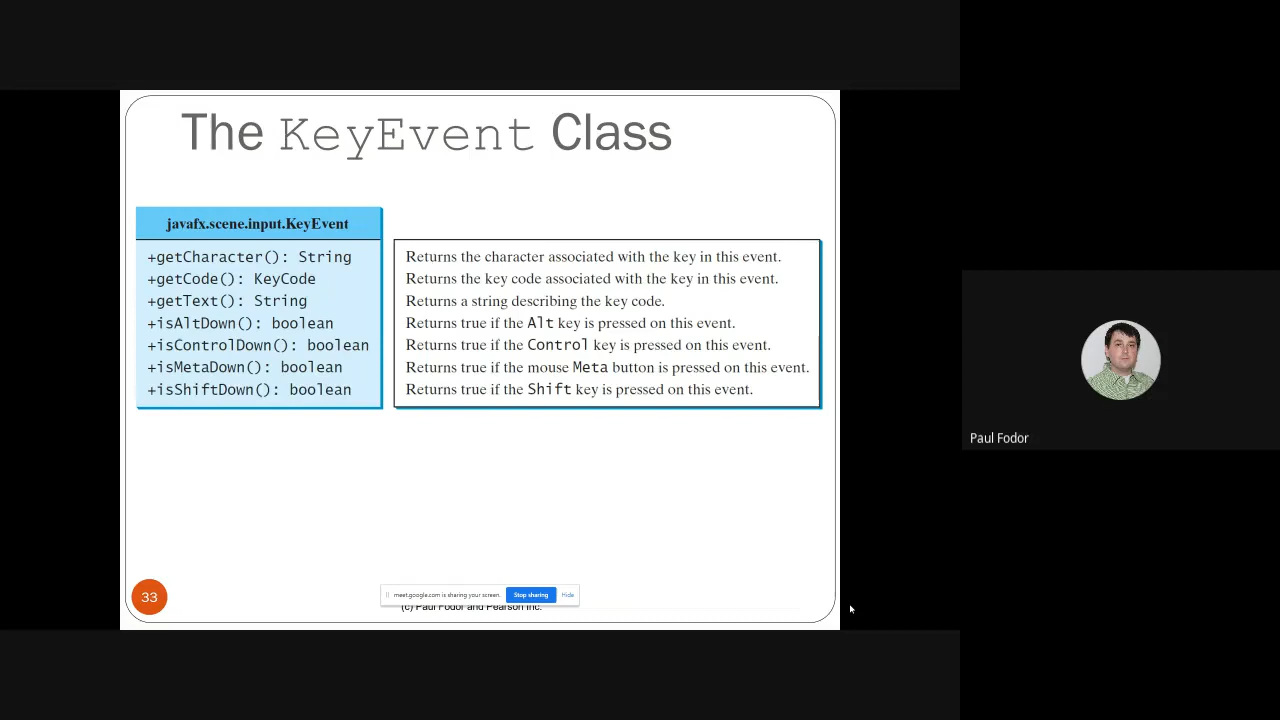 The KeyEvent Class
javafx.scene.input.KeyEvent
+getCharacter(): String
+getCode(): KeyCode
+getText(): String
+isAltDown(): boolean
+isControlDown(): boolean
+isMetaDown(): boolean
+isShiftDown(): boolean
Returns the character associated with the key in this event.
Returns the key code associated with the key in this event.
Returns a string describing the key code.
Returns true if the Alt key is pressed on this event.
Returns true if the Control key is pressed on this event.
Returns true if the mouse Meta button is pressed on this event.
Returns true if the Shift key is pressed on this event.
Paul Fodor
33
meet.google.com is sharing your screen. Stop sharing Hide
(c) Paul Fodor and Pearson Inc.